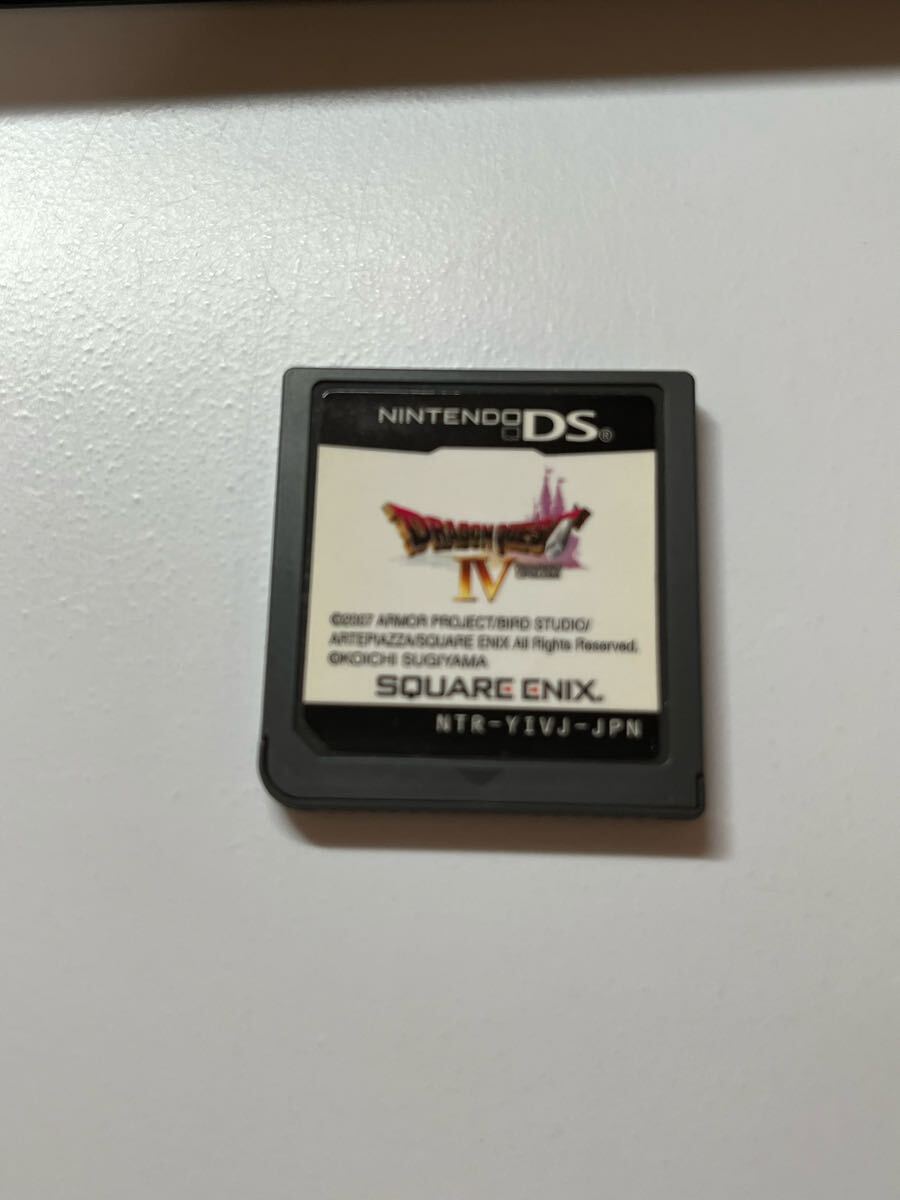 NINTENDO DS®
DRAGON QUEST
IV
©2007 ARMOR PROJECT/BIRD STUDIO/
ARTEPIAZZA/SQUARE ENIX All Rights Reserved.
©KOICHI SUGIYAMA
SQUARE ENIX.
NTR-YIVJ-JPN